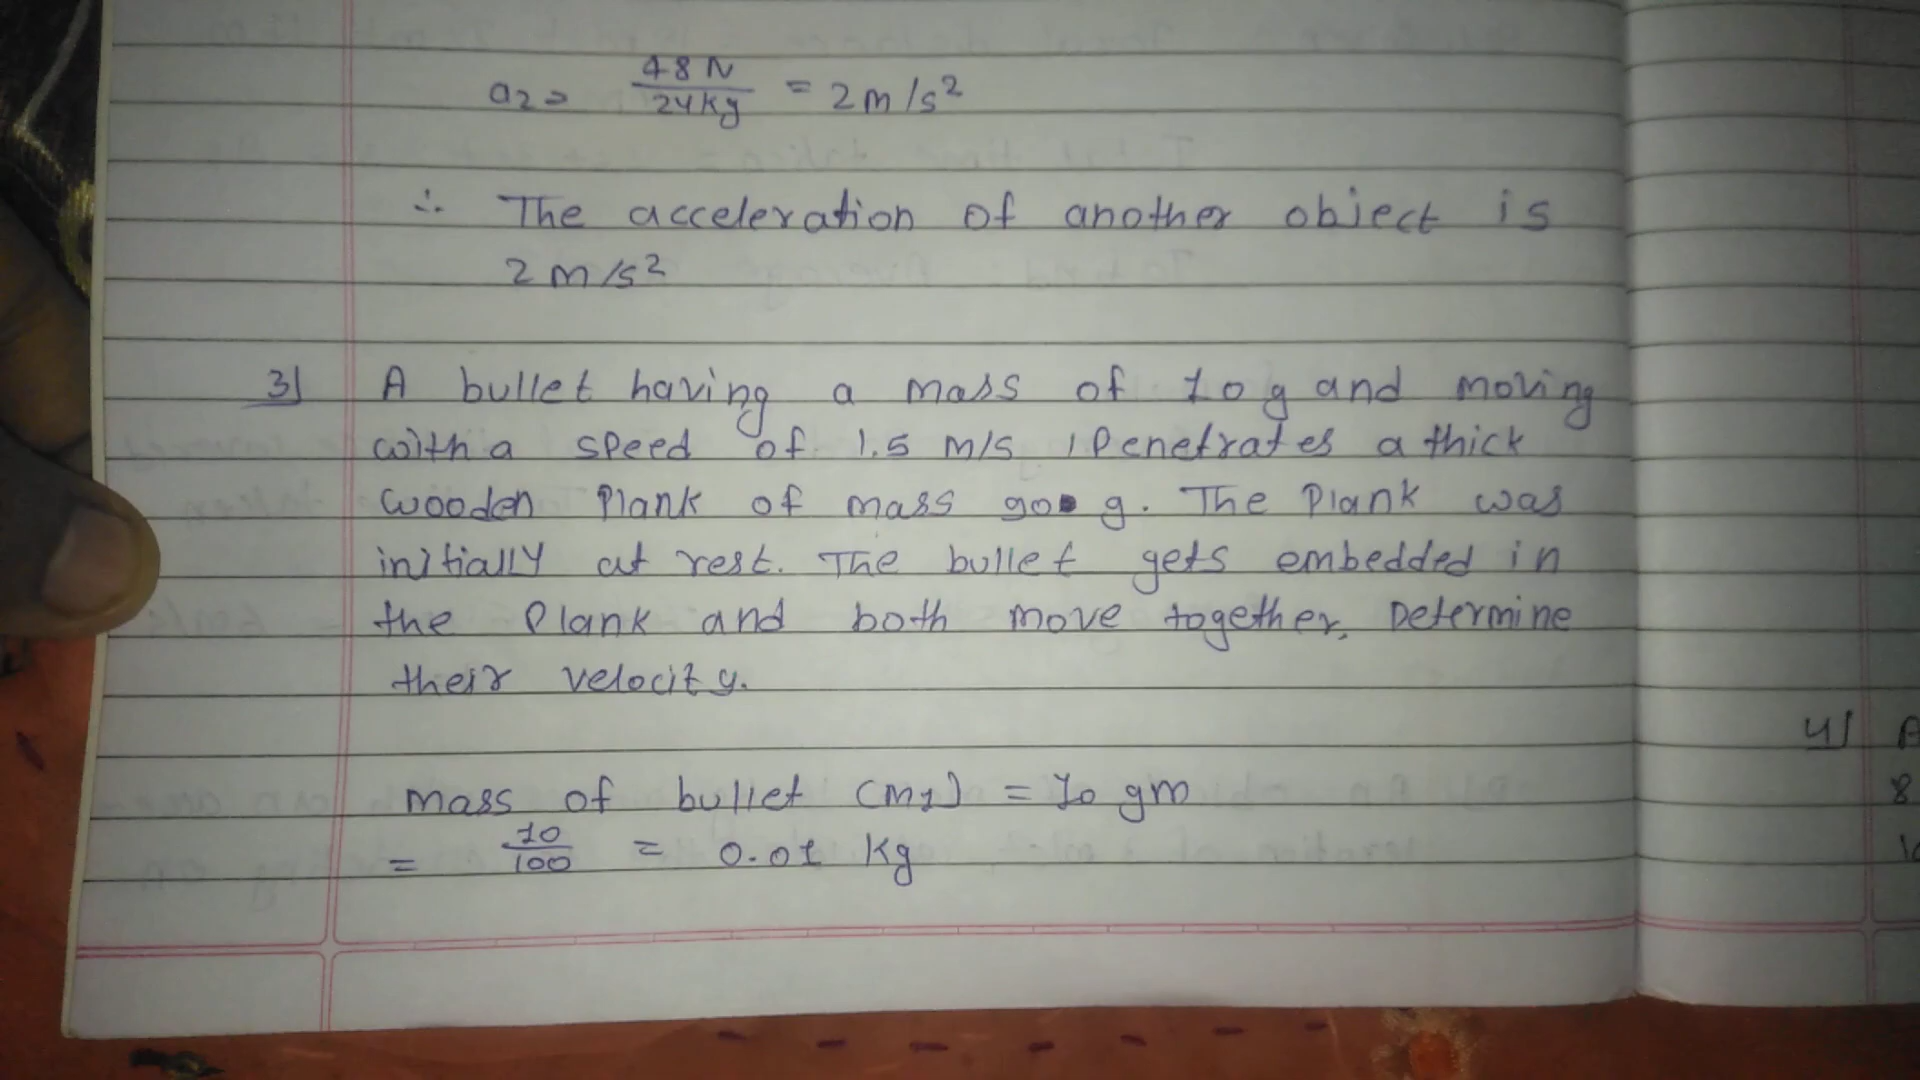 a2 = 48 N / 24 kg = 2 m/s²
∴ The acceleration of another object is
2 m/s²
3) A bullet having a mass of 10 g and moving
with a speed of 1.5 m/s, penetrates a thick
wooden plank of mass 90 g. The plank was
initially at rest. The bullet gets embedded in
the plank and both move together. Determine
their velocity.
Mass of bullet (m1) = 10 gm
= 10/100 = 0.01 kg
4)
8